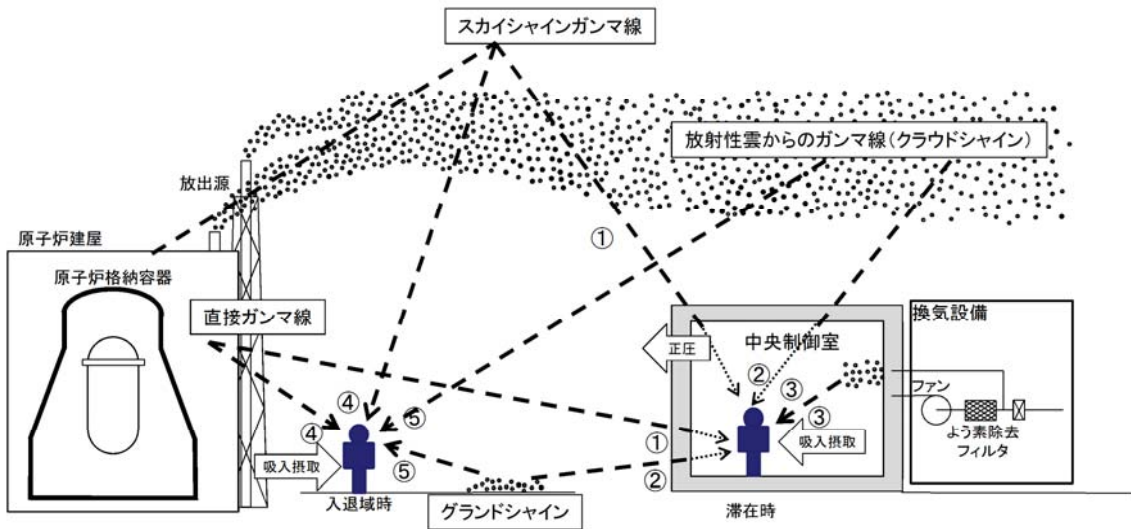 スカイシャインガンマ線
放射性雲からのガンマ線(クラウドシャイン)
放出源
①
原子炉建屋
原子炉格納容器
直接ガンマ線
換気設備
正圧
中央制御室
②
③
ファン
④
⑤
③
④
①
吸入摂取
よう素除去
フィルタ
吸入摂取
⑤
②
入退域時
グランドシャイン
滞在時